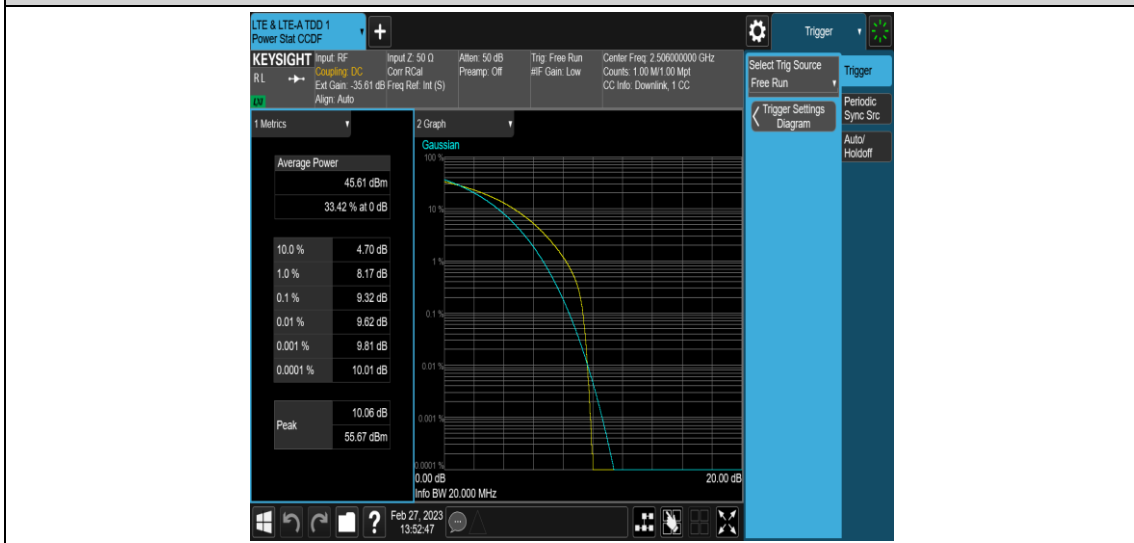 LTE & LTE-A TDD 1
Power Stat CCDF
+
Trigger
KEYSIGHT
RL
LXI
Input: RF
Coupling: DC
Ext Gain: -35.61 dB
Align: Auto
Input Z: 50 Ω
Corr RCal
Freq Ref: Int (S)
Atten: 50 dB
Preamp: Off
Trig: Free Run
#IF Gain: Low
Center Freq: 2.506000000 GHz
Counts: 1.00 M/1.00 Mpt
CC Info: Downlink, 1 CC
Select Trig Source
Free Run
Trigger Settings
Diagram
Trigger
Periodic
Sync Src
Auto/
Holdoff
1 Metrics
Average Power
45.61 dBm
33.42 % at 0 dB
10.0 % 4.70 dB
1.0 % 8.17 dB
0.1 % 9.32 dB
0.01 % 9.62 dB
0.001 % 9.81 dB
0.0001 % 10.01 dB
Peak
10.06 dB
55.67 dBm
2 Graph
Gaussian
100 %
10 %
1 %
0.1 %
0.01 %
0.001 %
0.0001 %
0.00 dB
20.00 dB
Info BW 20.000 MHz
?
Feb 27, 2023
13:52:47